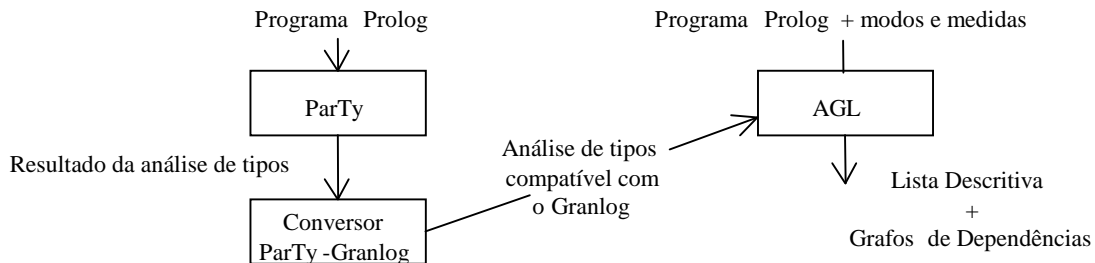 Programa Prolog
Programa Prolog + modos e medidas
ParTy
AGL
Resultado da análise de tipos
Análise de tipos
compatível com
o Granlog
Conversor
ParTy -Granlog
Lista Descritiva
+
Grafos de Dependências